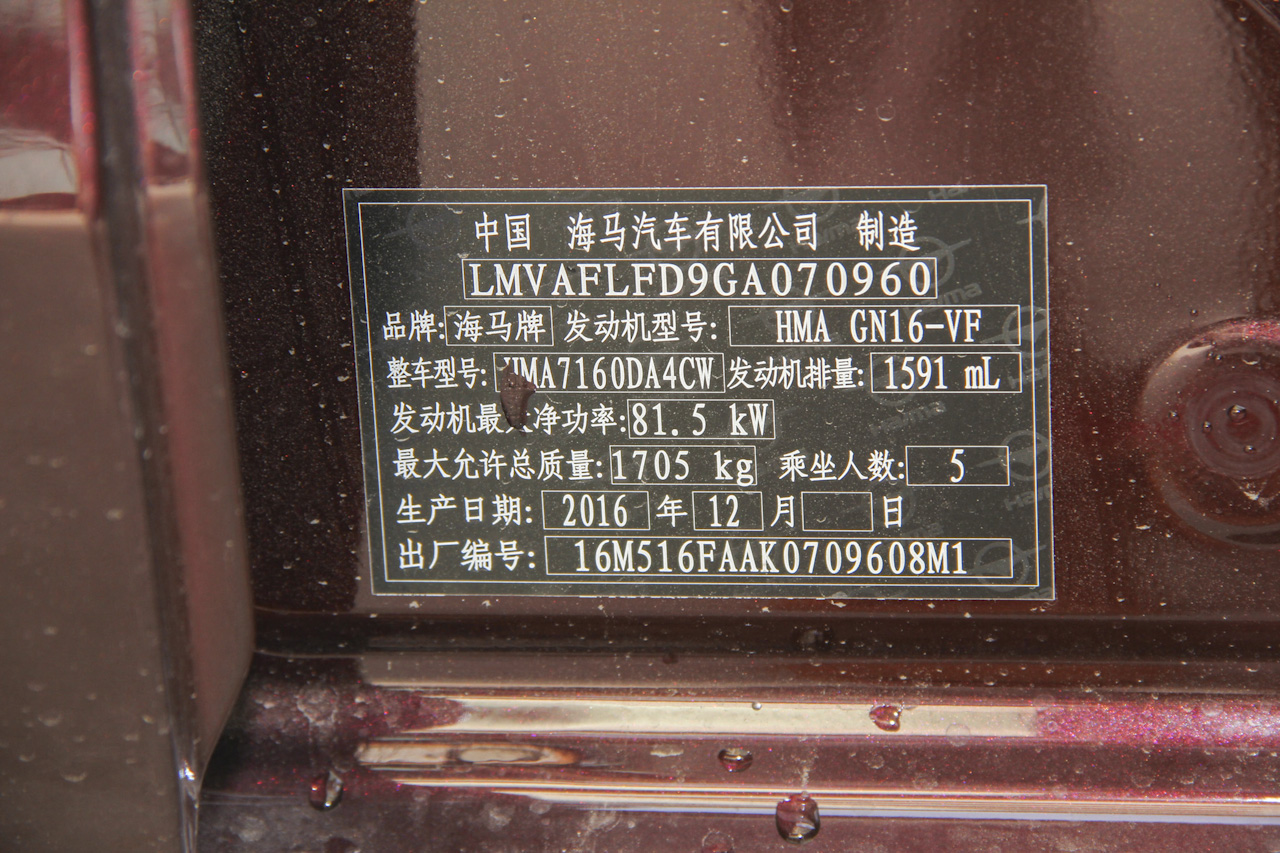 中国 海马汽车有限公司 制造
LMVAFLFD9GA070960
品牌: 海马牌 发动机型号: HMA GN16-VF
整车型号: HMA7160DA4CW 发动机排量: 1591 mL
发动机最大净功率: 81.5 kW
最大允许总质量: 1705 kg 乘坐人数: 5
生产日期: 2016 年 12 月 日
出厂编号: 16M516FAAK0709608M1